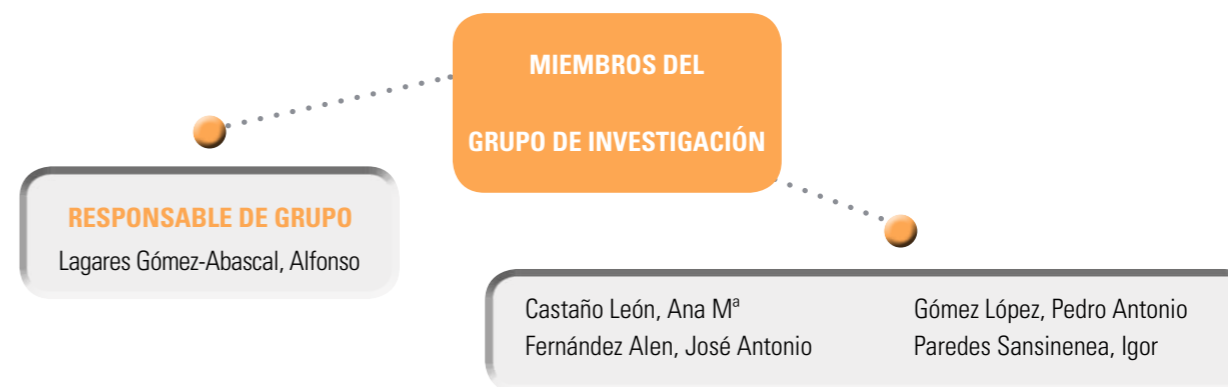 MIEMBROS DEL
GRUPO DE INVESTIGACIÓN
RESPONSABLE DE GRUPO
Lagares Gómez-Abascal, Alfonso
Castaño León, Ana Mª
Fernández Alen, José Antonio
Gómez López, Pedro Antonio
Paredes Sansinenea, Igor